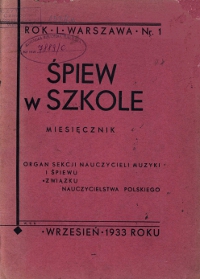 ROK · I · WARSZAWA · Nr. 1
ŚPIEW
w SZKOLE
MIESIĘCZNIK
ORGAN SEKCJI NAUCZYCIELI MUZYKI
I ŚPIEWU
ZWIĄZKU
NAUCZYCIELSTWA POLSKIEGO
· WRZESIEŃ · 1933 ROKU